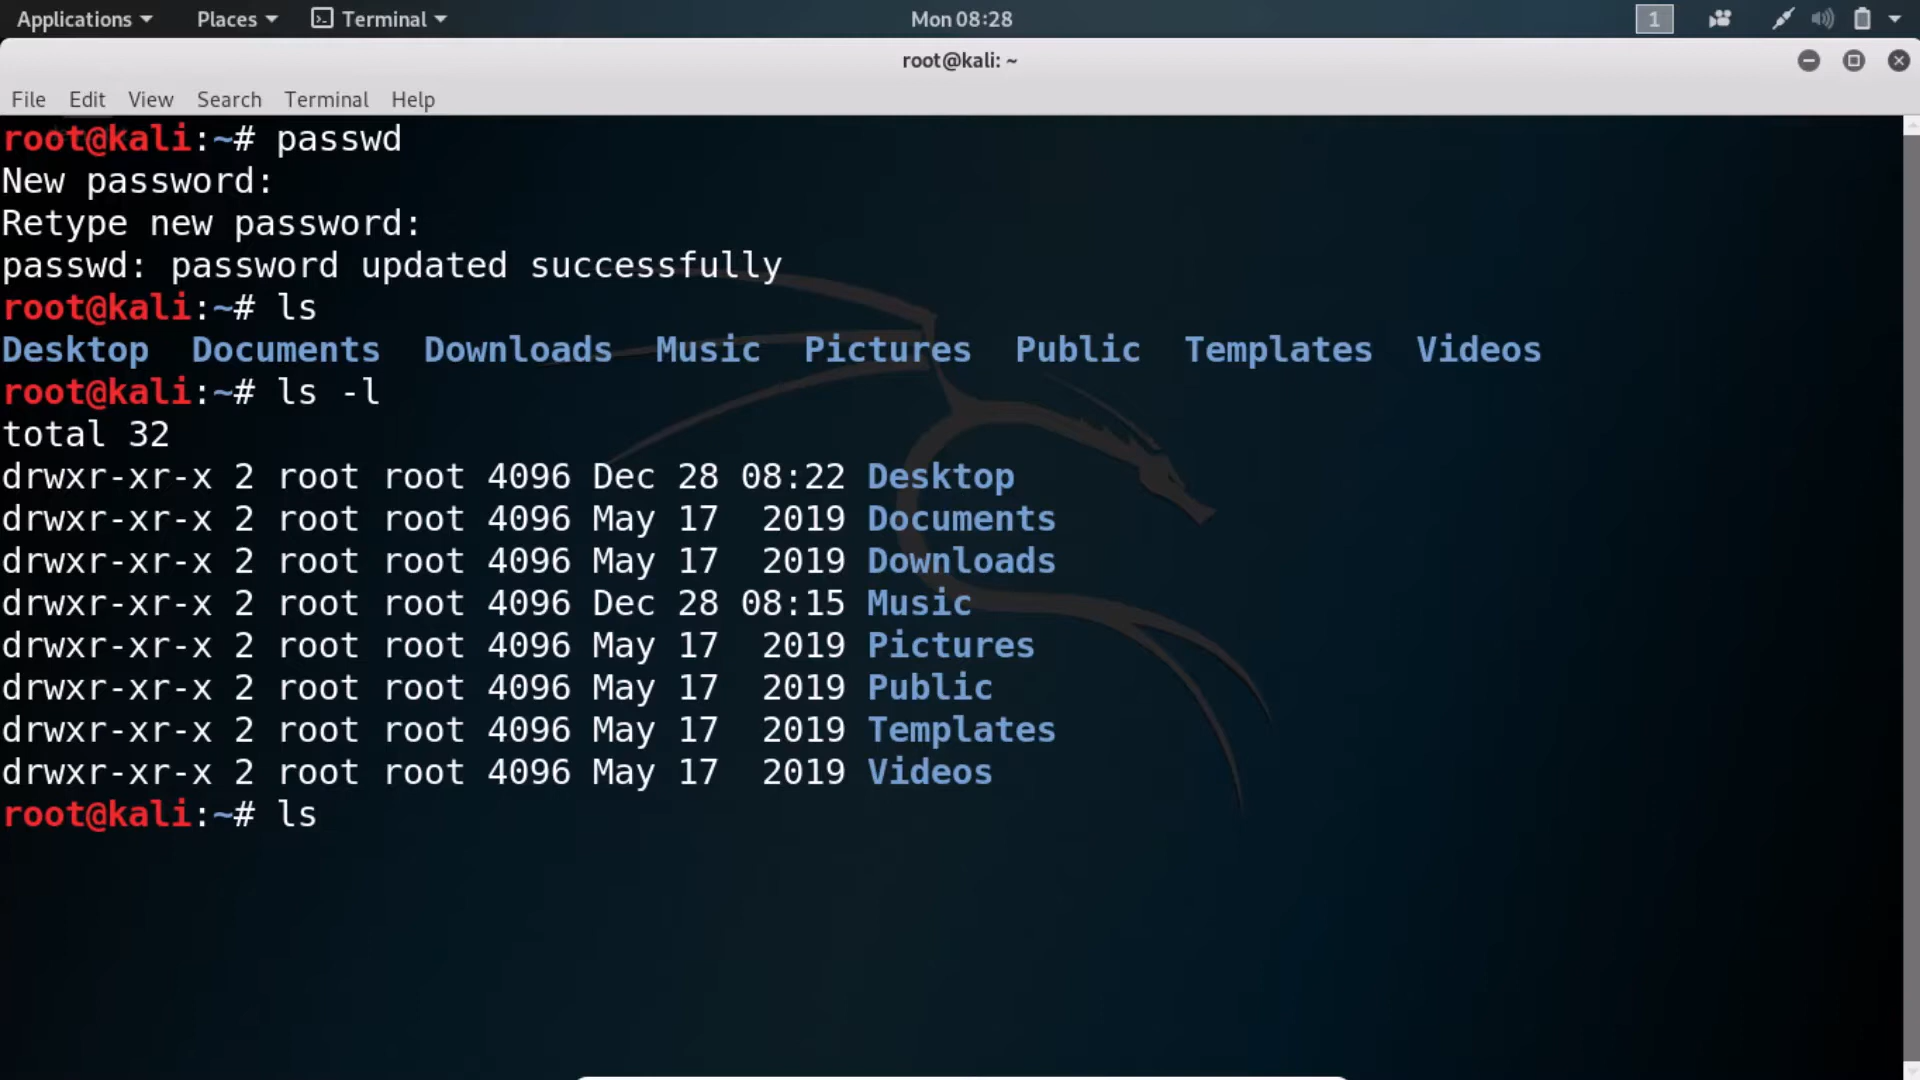 Applications Places Terminal Mon 08:28 1
root@kali: ~
File Edit View Search Terminal Help
root@kali:~# passwd
New password:
Retype new password:
passwd: password updated successfully
root@kali:~# ls
Desktop Documents Downloads Music Pictures Public Templates Videos
root@kali:~# ls -l
total 32
drwxr-xr-x 2 root root 4096 Dec 28 08:22 Desktop
drwxr-xr-x 2 root root 4096 May 17  2019 Documents
drwxr-xr-x 2 root root 4096 May 17  2019 Downloads
drwxr-xr-x 2 root root 4096 Dec 28 08:15 Music
drwxr-xr-x 2 root root 4096 May 17  2019 Pictures
drwxr-xr-x 2 root root 4096 May 17  2019 Public
drwxr-xr-x 2 root root 4096 May 17  2019 Templates
drwxr-xr-x 2 root root 4096 May 17  2019 Videos
root@kali:~# ls